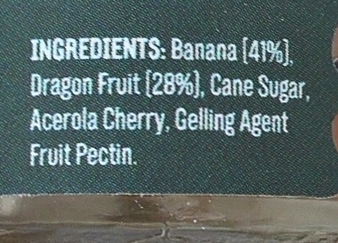 INGREDIENTS: Banana (41%),
Dragon Fruit (28%), Cane Sugar,
Acerola Cherry, Gelling Agent
Fruit Pectin.